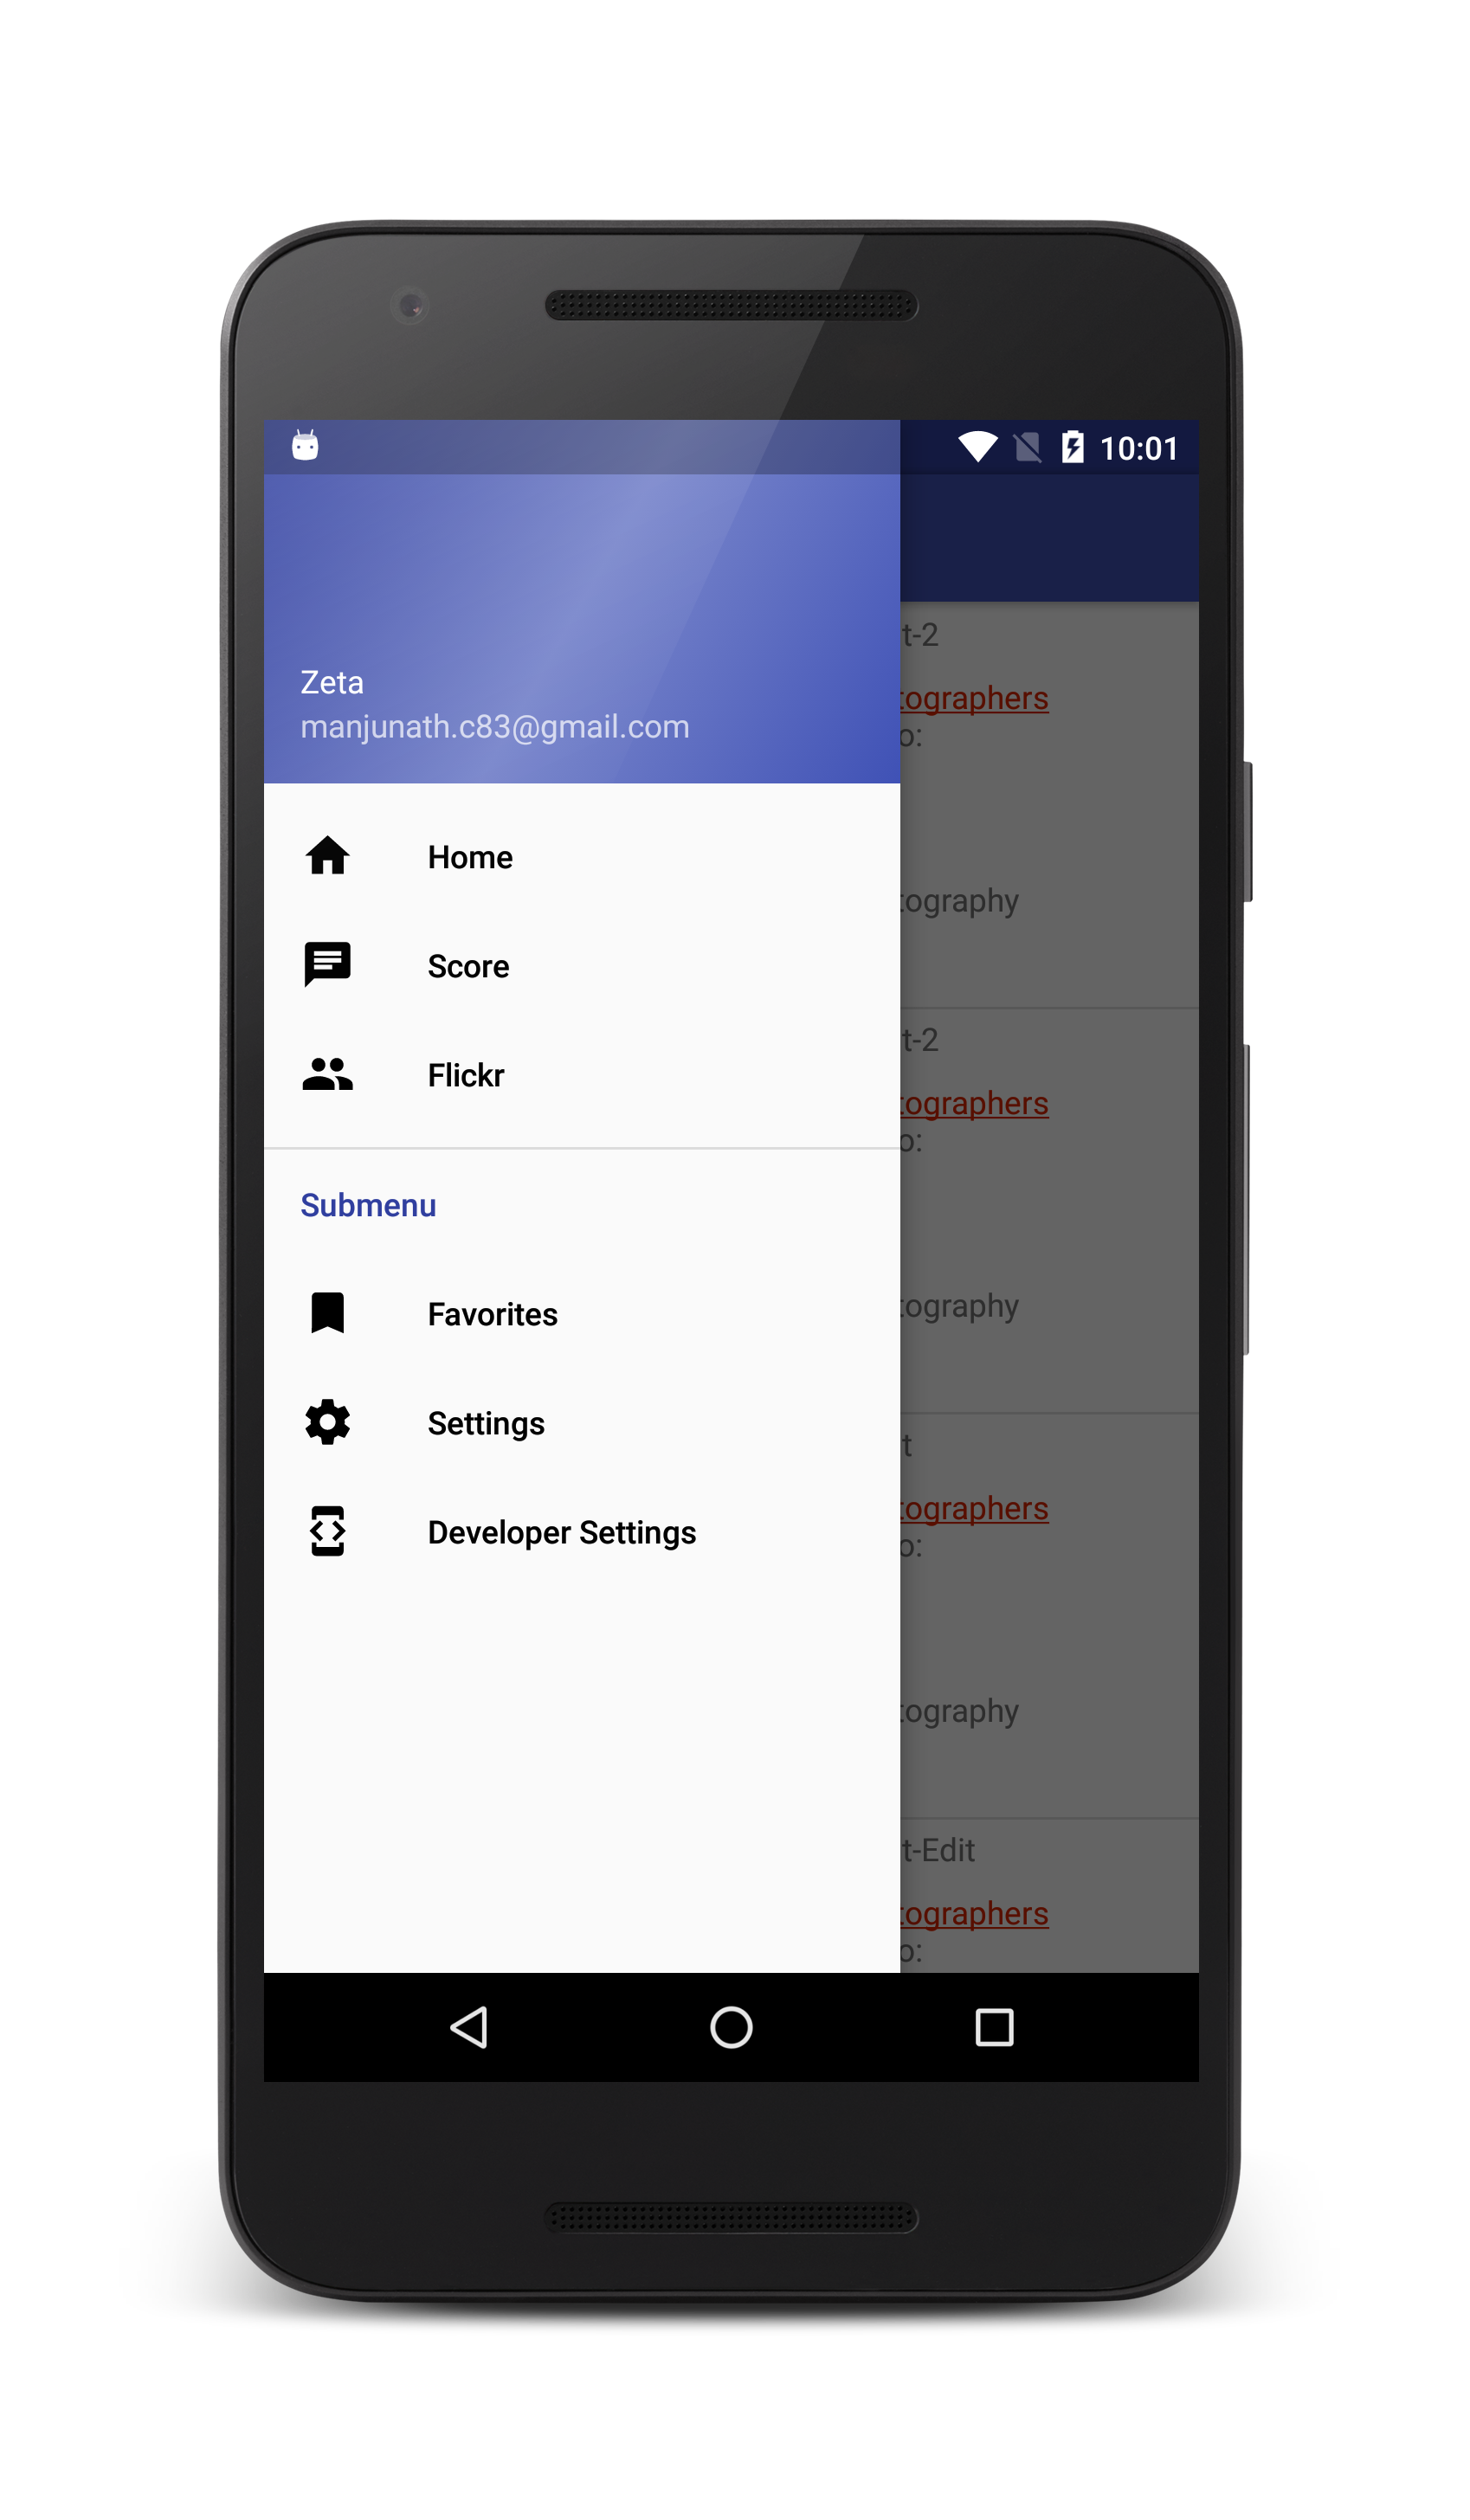 10:01
Zeta
manjunath.c83@gmail.com
Home
Score
Flickr
Submenu
Favorites
Settings
Developer Settings
t-2
tographers
o:
tography
t-2
tographers
o:
tography
t
tographers
o:
tography
t-Edit
tographers
o: